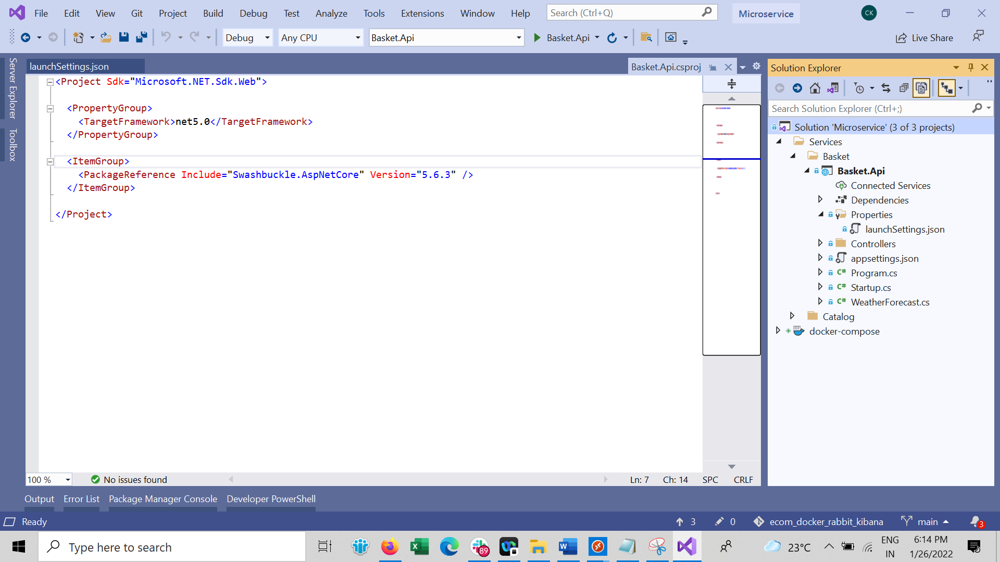 File Edit View Git Project Build Debug Test Analyze Tools Extensions Window Help Search (Ctrl+Q) Microservice CK
Debug Any CPU Basket.Api Basket.Api Live Share
Server Explorer
Toolbox
launchSettings.json Basket.Api.csproj
<Project Sdk="Microsoft.NET.Sdk.Web">
<PropertyGroup>
<TargetFramework>net5.0</TargetFramework>
</PropertyGroup>
<ItemGroup>
<PackageReference Include="Swashbuckle.AspNetCore" Version="5.6.3" />
</ItemGroup>
</Project>
100 % No issues found Ln: 7 Ch: 14 SPC CRLF
Solution Explorer
Search Solution Explorer (Ctrl+;)
Solution 'Microservice' (3 of 3 projects)
Services
Basket
Basket.Api
Connected Services
Dependencies
Properties
launchSettings.json
Controllers
appsettings.json
C# Program.cs
C# Startup.cs
C# WeatherForecast.cs
Catalog
docker-compose
Output Error List Package Manager Console Developer PowerShell
Ready 3 0 ecom_docker_rabbit_kibana main 3
Type here to search 89 23°C ENG IN 6:14 PM 1/26/2022